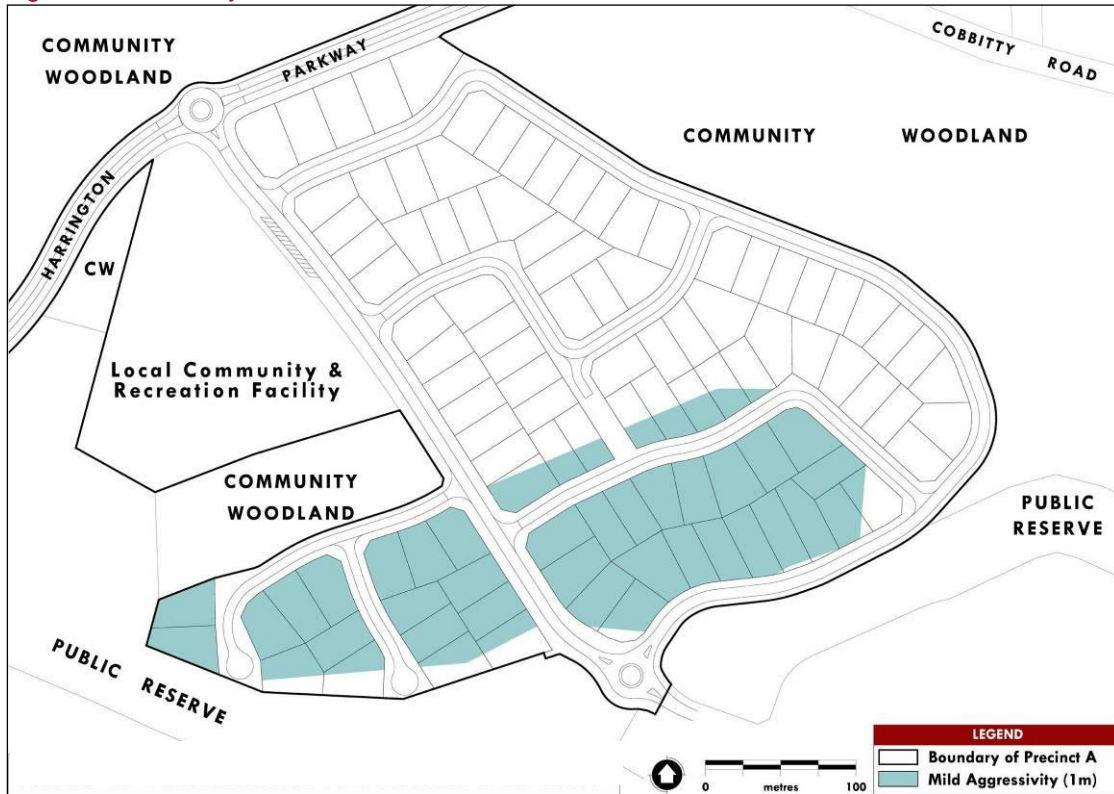 COMMUNITY
WOODLAND
PARKWAY
COBBITTY
ROAD
COMMUNITY WOODLAND
HARRINGTON
CW
Local Community &
Recreation Facility
COMMUNITY
WOODLAND
PUBLIC
RESERVE
PUBLIC RESERVE
LEGEND
Boundary of Precinct A
Mild Aggressivity (1m)
0 metres 100